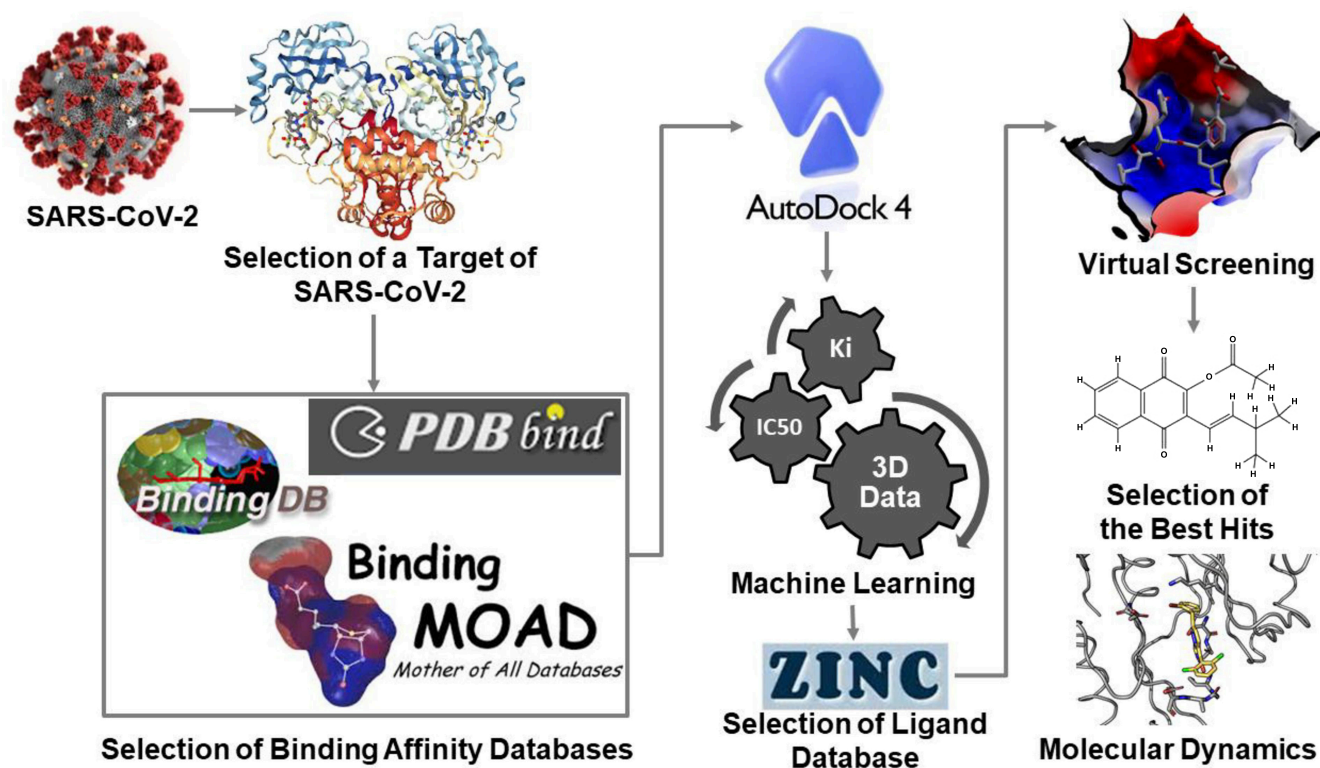 SARS-CoV-2
Selection of a Target of
SARS-CoV-2
PDBbind
Binding DB
Binding
MOAD
Mother of All Databases
Selection of Binding Affinity Databases
AutoDock 4
Ki
IC50
3D
Data
Machine Learning
ZINC
Selection of Ligand
Database
Virtual Screening
O
O
H
H
O
H
H
H
H
H
H
H
H
O
H
H
H
H
H
Selection of
the Best Hits
Molecular Dynamics